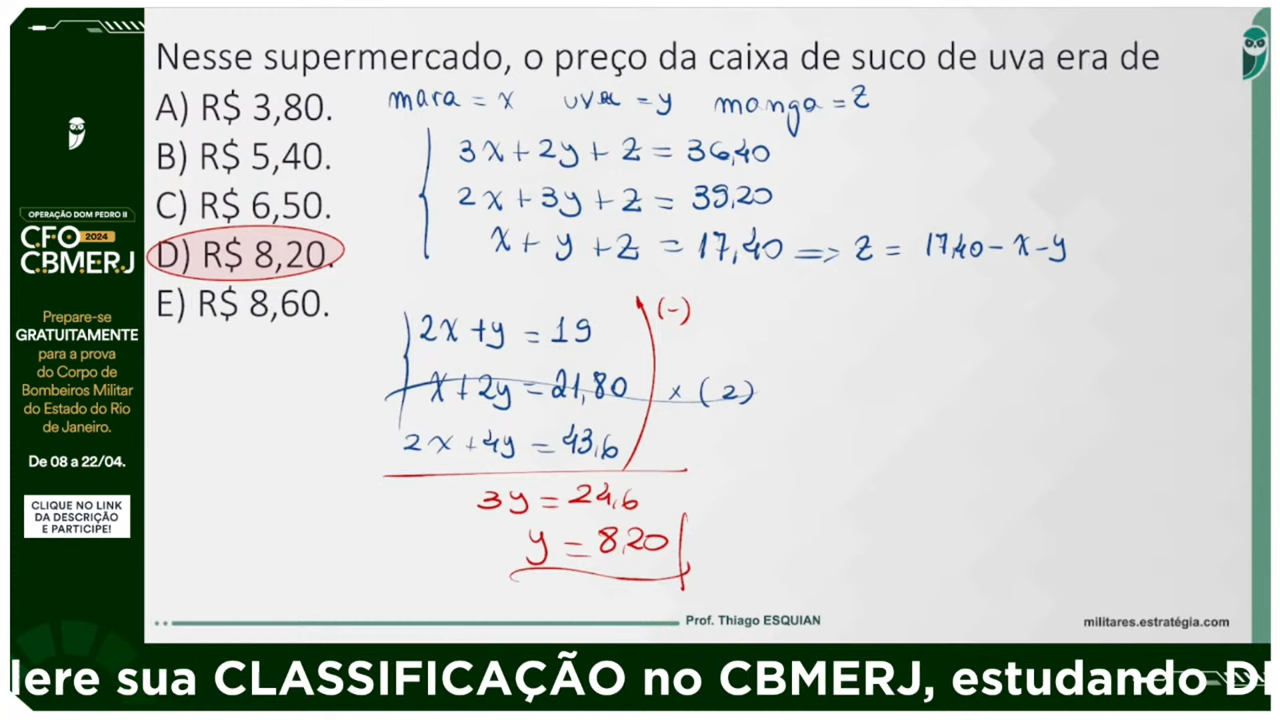 Nesse supermercado, o preço da caixa de suco de uva era de
A) R$ 3,80.
B) R$ 5,40.
C) R$ 6,50.
D) R$ 8,20.
E) R$ 8,60.
mara = x uva = y manga = z
3x + 2y + z = 36,40
2x + 3y + z = 39,20
x + y + z = 17,40 => z = 17,40 - x - y
2x + y = 19
x + 2y = 21,80 x (2)
2x + 4y = 43,6
(-)
3y = 24,6
y = 8,20
OPERAÇÃO DOM PEDRO II
CFO 2024
CBMERJ
Prepare-se
GRATUITAMENTE
para a prova
do Corpo de
Bombeiros Militar
do Estado do Rio
de Janeiro.
De 08 a 22/04.
CLIQUE NO LINK
DA DESCRIÇÃO
E PARTICIPE!
Prof. Thiago ESQUIAN
militares.estratégia.com
lere sua CLASSIFICAÇÃO no CBMERJ, estudando